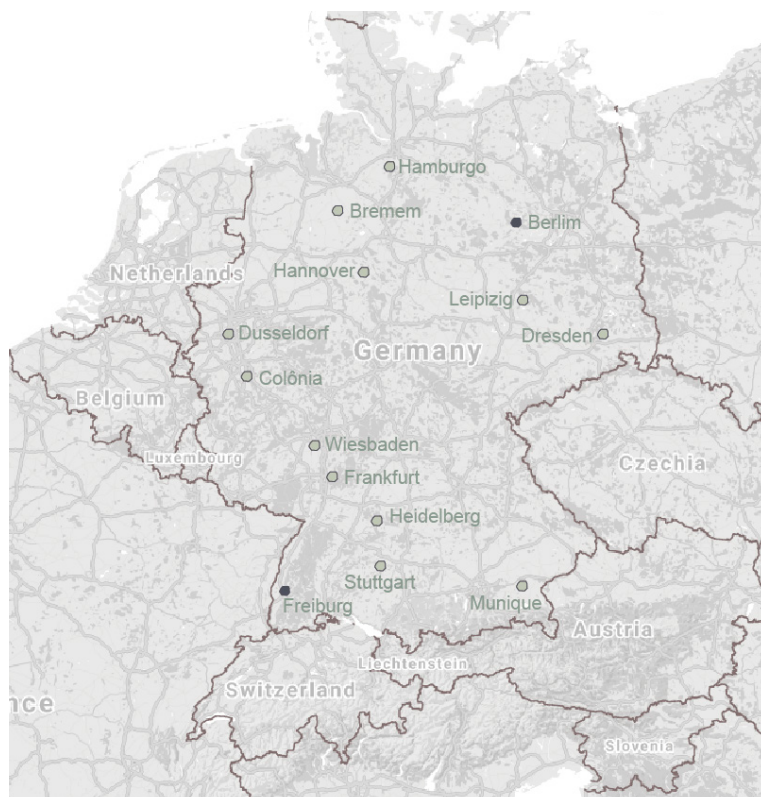 Hamburgo
Bremem
Berlim
Netherlands
Hannover
Leipizig
Dusseldorf
Germany
Dresden
Colônia
Belgium
Wiesbaden
Luxembourg
Czechia
Frankfurt
Heidelberg
Stuttgart
Freiburg
Munique
Austria
Liechtenstein
Switzerland
nce
Slovenia